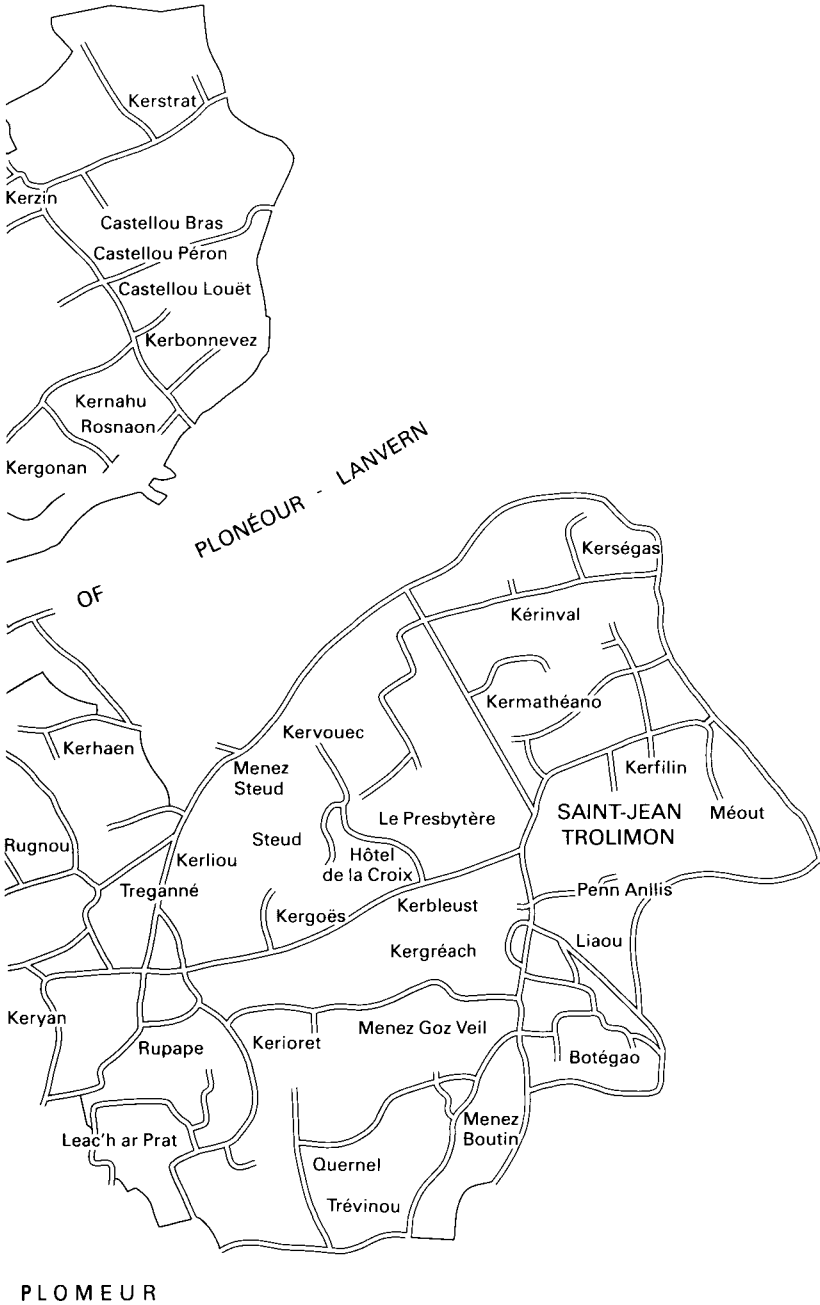 Kerstrat
Kerzin
Castellou Bras
Castellou Péron
Castellou Louët
Kerbonnevez
Kernahu
Rosnaon
Kergonan
OF PLONÉOUR - LANVERN
Kerségas
Kérinval
Kermathéano
Kerhaen
Kervouec
Menez
Steud
Kerfilin
Le Presbytère
SAINT-JEAN
TROLIMON
Méout
Rugnou
Steud
Kerliou
Hôtel
de la Croix
Treganné
Penn Anilis
Kergoës
Kerbleust
Kergréach
Liaou
Keryan
Rupape
Kerioret
Menez Goz Veil
Botégao
Leac'h ar Prat
Menez
Boutin
Quernel
Trévinou
PLOMEUR